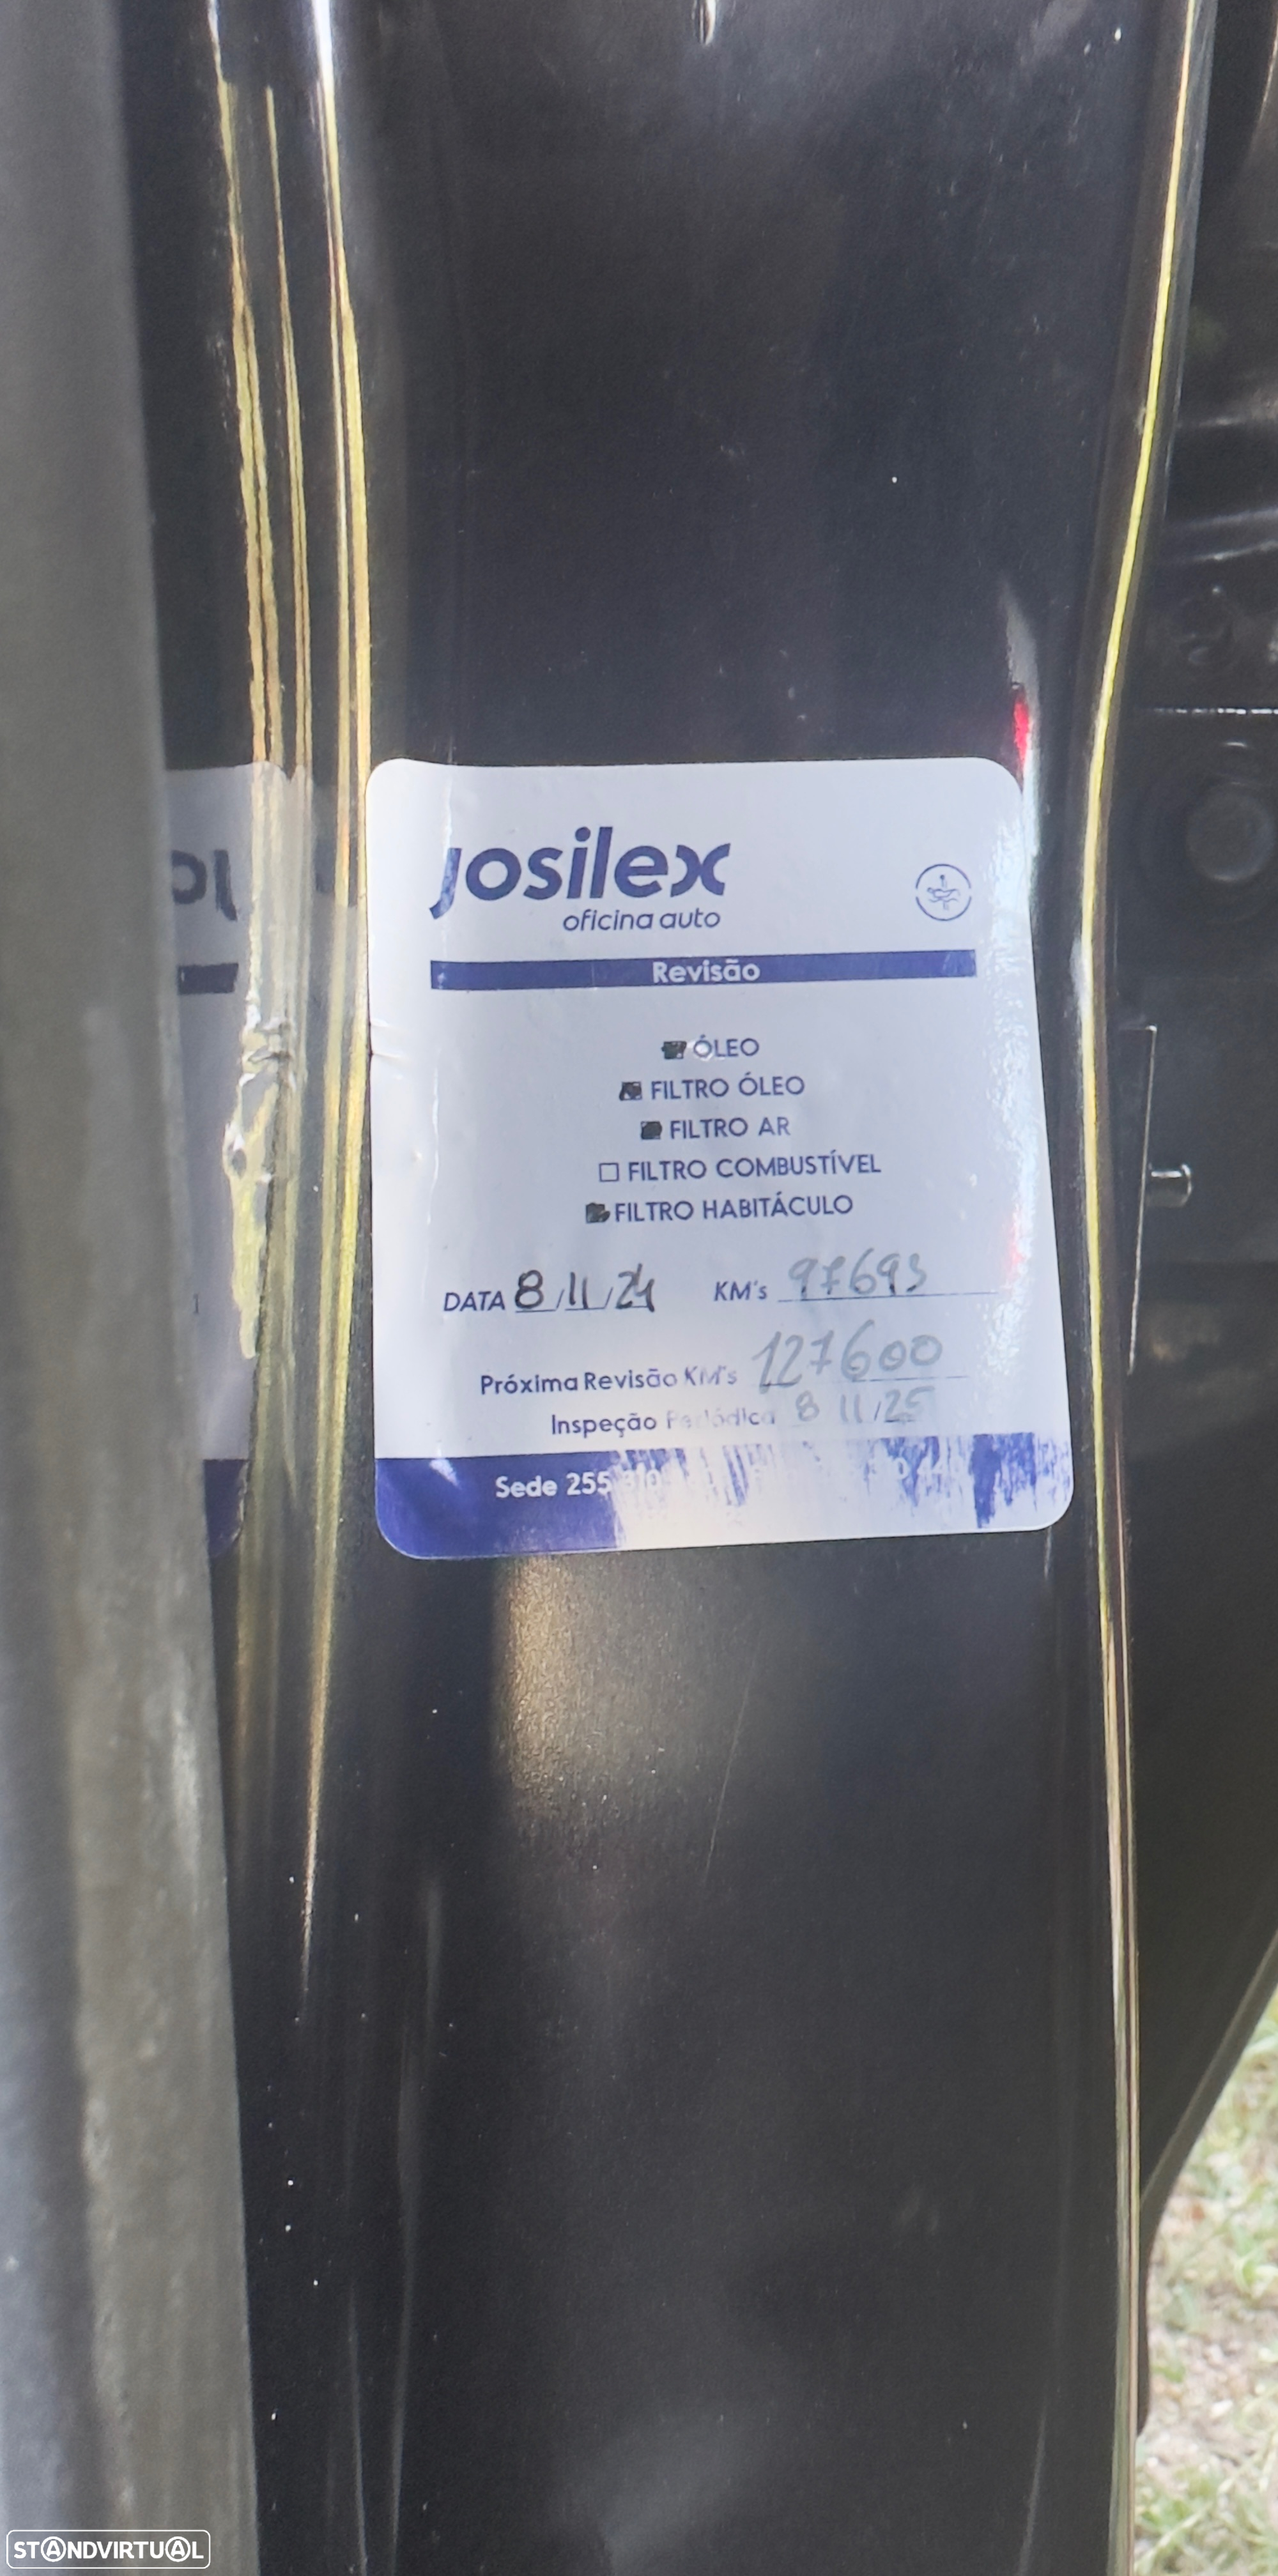 Josilex
oficina auto
Revisão
ÓLEO
FILTRO ÓLEO
FILTRO AR
FILTRO COMBUSTÍVEL
FILTRO HABITÁCULO
DATA 8/11/24 KM's 97693
Próxima Revisão KM's 127600
Inspeção Periódica 8 11/25
Sede 255
STANDVIRTUAL